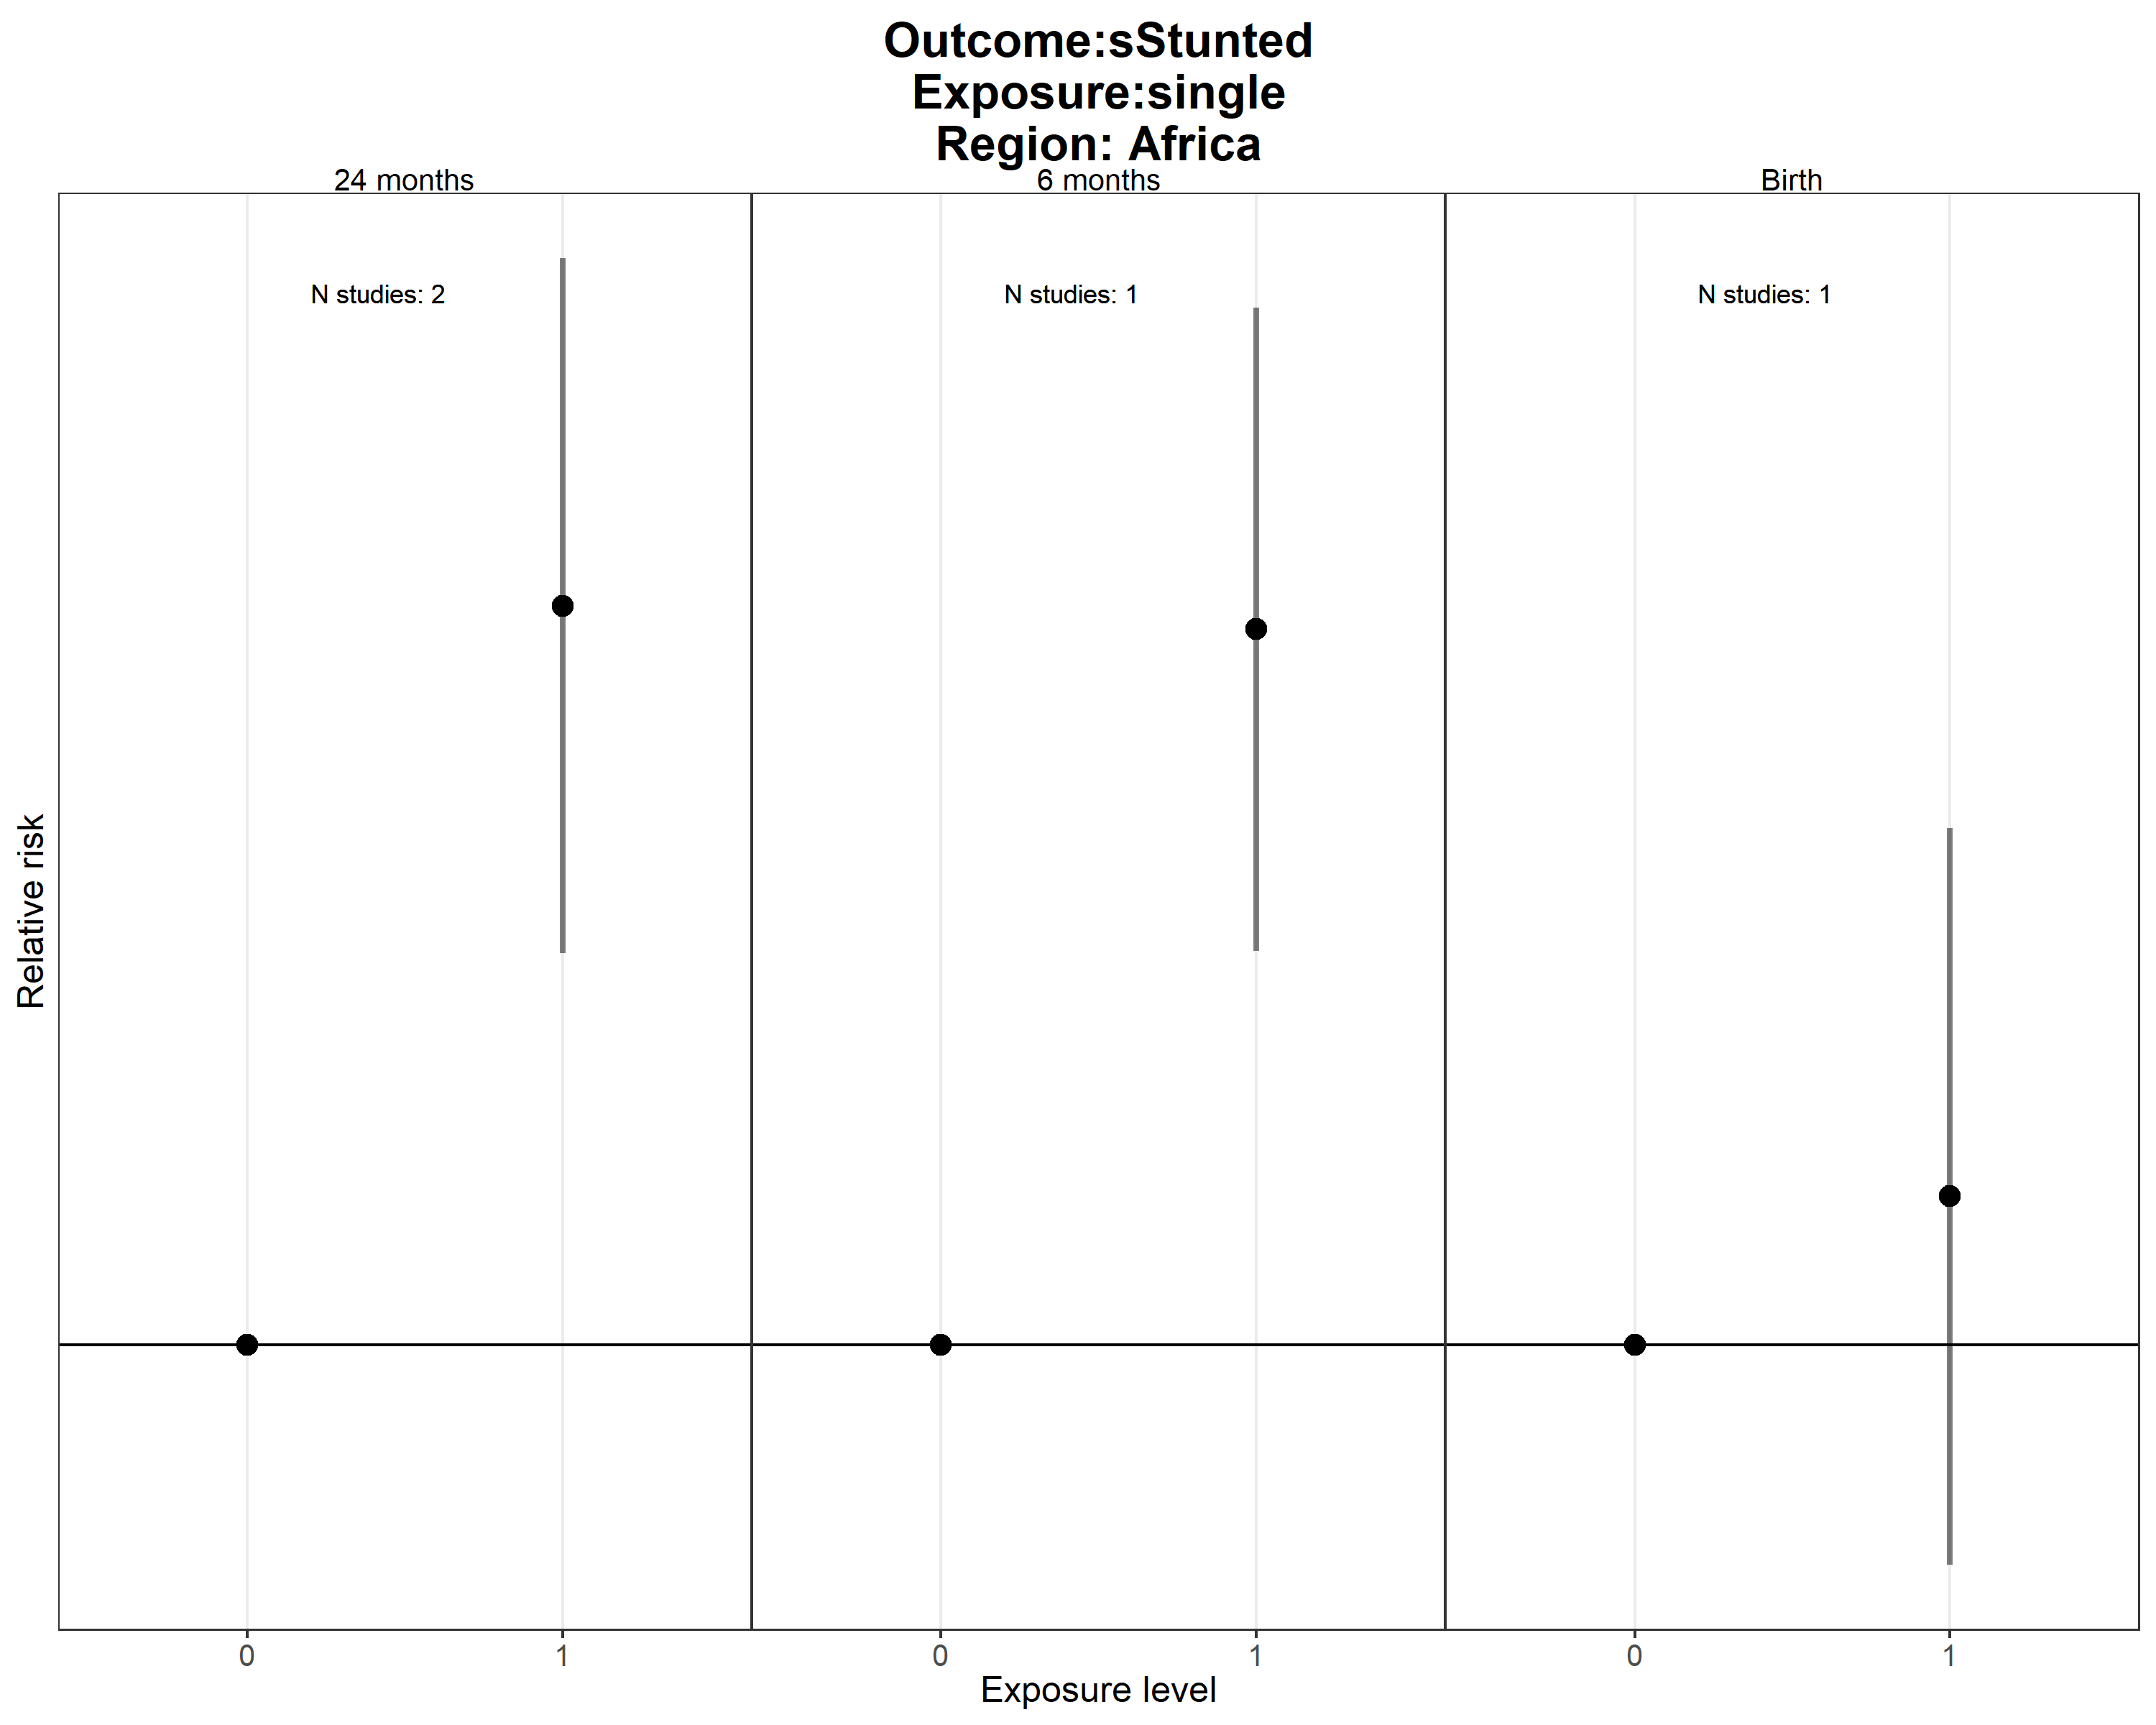 Outcome:sStunted
Exposure:single
Region: Africa
24 months
6 months
Birth
N studies: 2
N studies: 1
N studies: 1
Relative risk
0
1
0
1
0
1
Exposure level